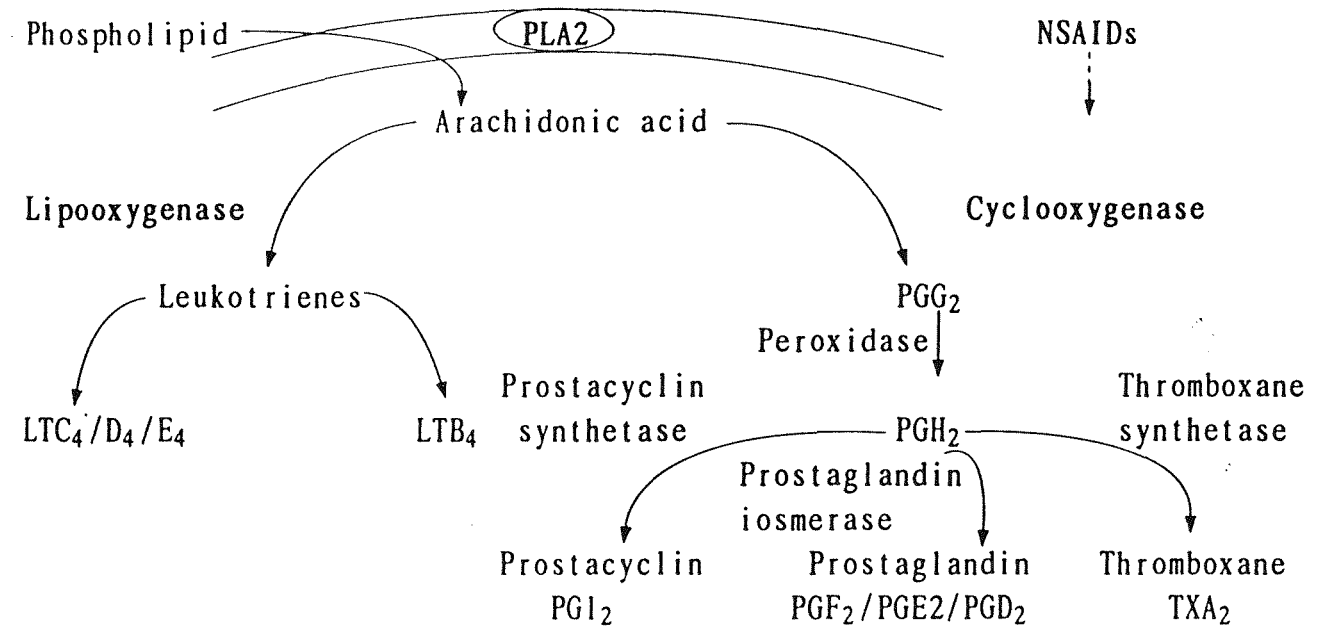 Phospholipid PLA2 NSAIDs
Arachidonic acid
Lipooxygenase Cyclooxygenase
Leukotrienes PGG₂
Peroxidase
Prostacyclin Thromboxane
LTC₄/D₄/E₄ LTB₄ synthetase PGH₂ synthetase
Prostaglandin
iosmerase
Prostacyclin Prostaglandin Thromboxane
PGI₂ PGF₂/PGE2/PGD₂ TXA₂